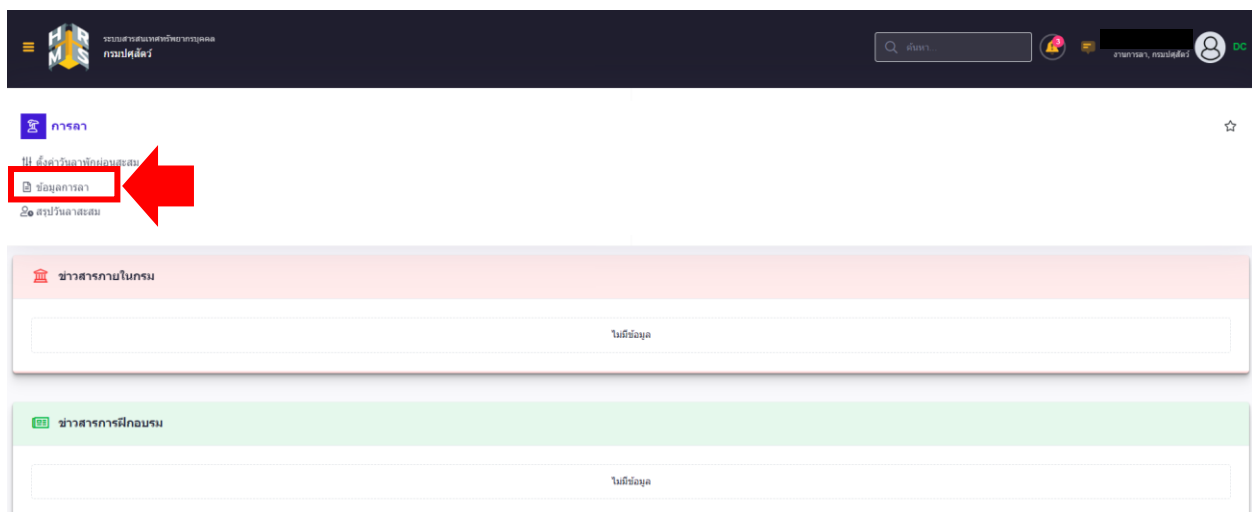 HR
MS
ระบบสารสนเทศทรัพยากรบุคคล
กรมปศุสัตว์
ค้นหา
3
งานการลา, กรมปศุสัตว์
DC
การลา
ตั้งค่าวันลาพักผ่อนสะสม
ข้อมูลการลา
สรุปวันลาสะสม
ข่าวสารภายในกรม
ไม่มีข้อมูล
ข่าวสารการฝึกอบรม
ไม่มีข้อมูล